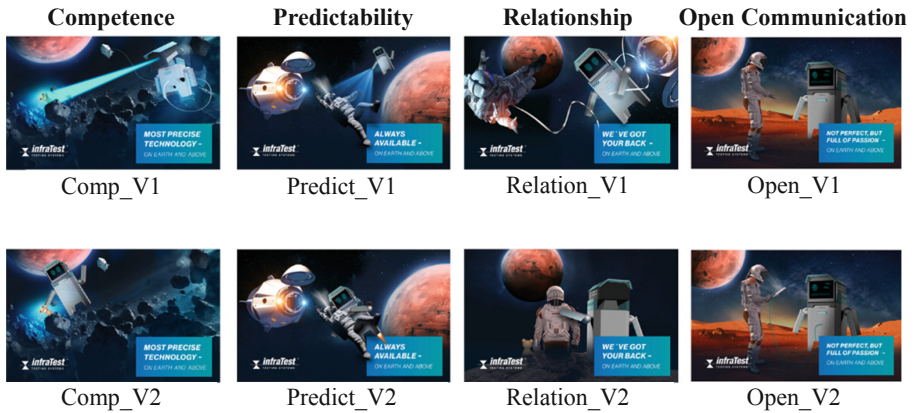 Competence Predictability Relationship Open Communication
MOST PRECISE
TECHNOLOGY –
ON EARTH AND ABOVE
infraTest
TESTING SYSTEMS
ALWAYS
AVAILABLE –
ON EARTH AND ABOVE
infraTest
TESTING SYSTEMS
WE´VE GOT
YOUR BACK –
ON EARTH AND ABOVE
infraTest
TESTING SYSTEMS
NOT PERFECT, BUT
FULL OF PASSION –
ON EARTH AND ABOVE
infraTest
TESTING SYSTEMS
Comp_V1 Predict_V1 Relation_V1 Open_V1
MOST PRECISE
TECHNOLOGY –
ON EARTH AND ABOVE
infraTest
TESTING SYSTEMS
ALWAYS
AVAILABLE –
ON EARTH AND ABOVE
infraTest
TESTING SYSTEMS
WE´VE GOT
YOUR BACK –
ON EARTH AND ABOVE
infraTest
TESTING SYSTEMS
NOT PERFECT, BUT
FULL OF PASSION –
ON EARTH AND ABOVE
infraTest
TESTING SYSTEMS
Comp_V2 Predict_V2 Relation_V2 Open_V2